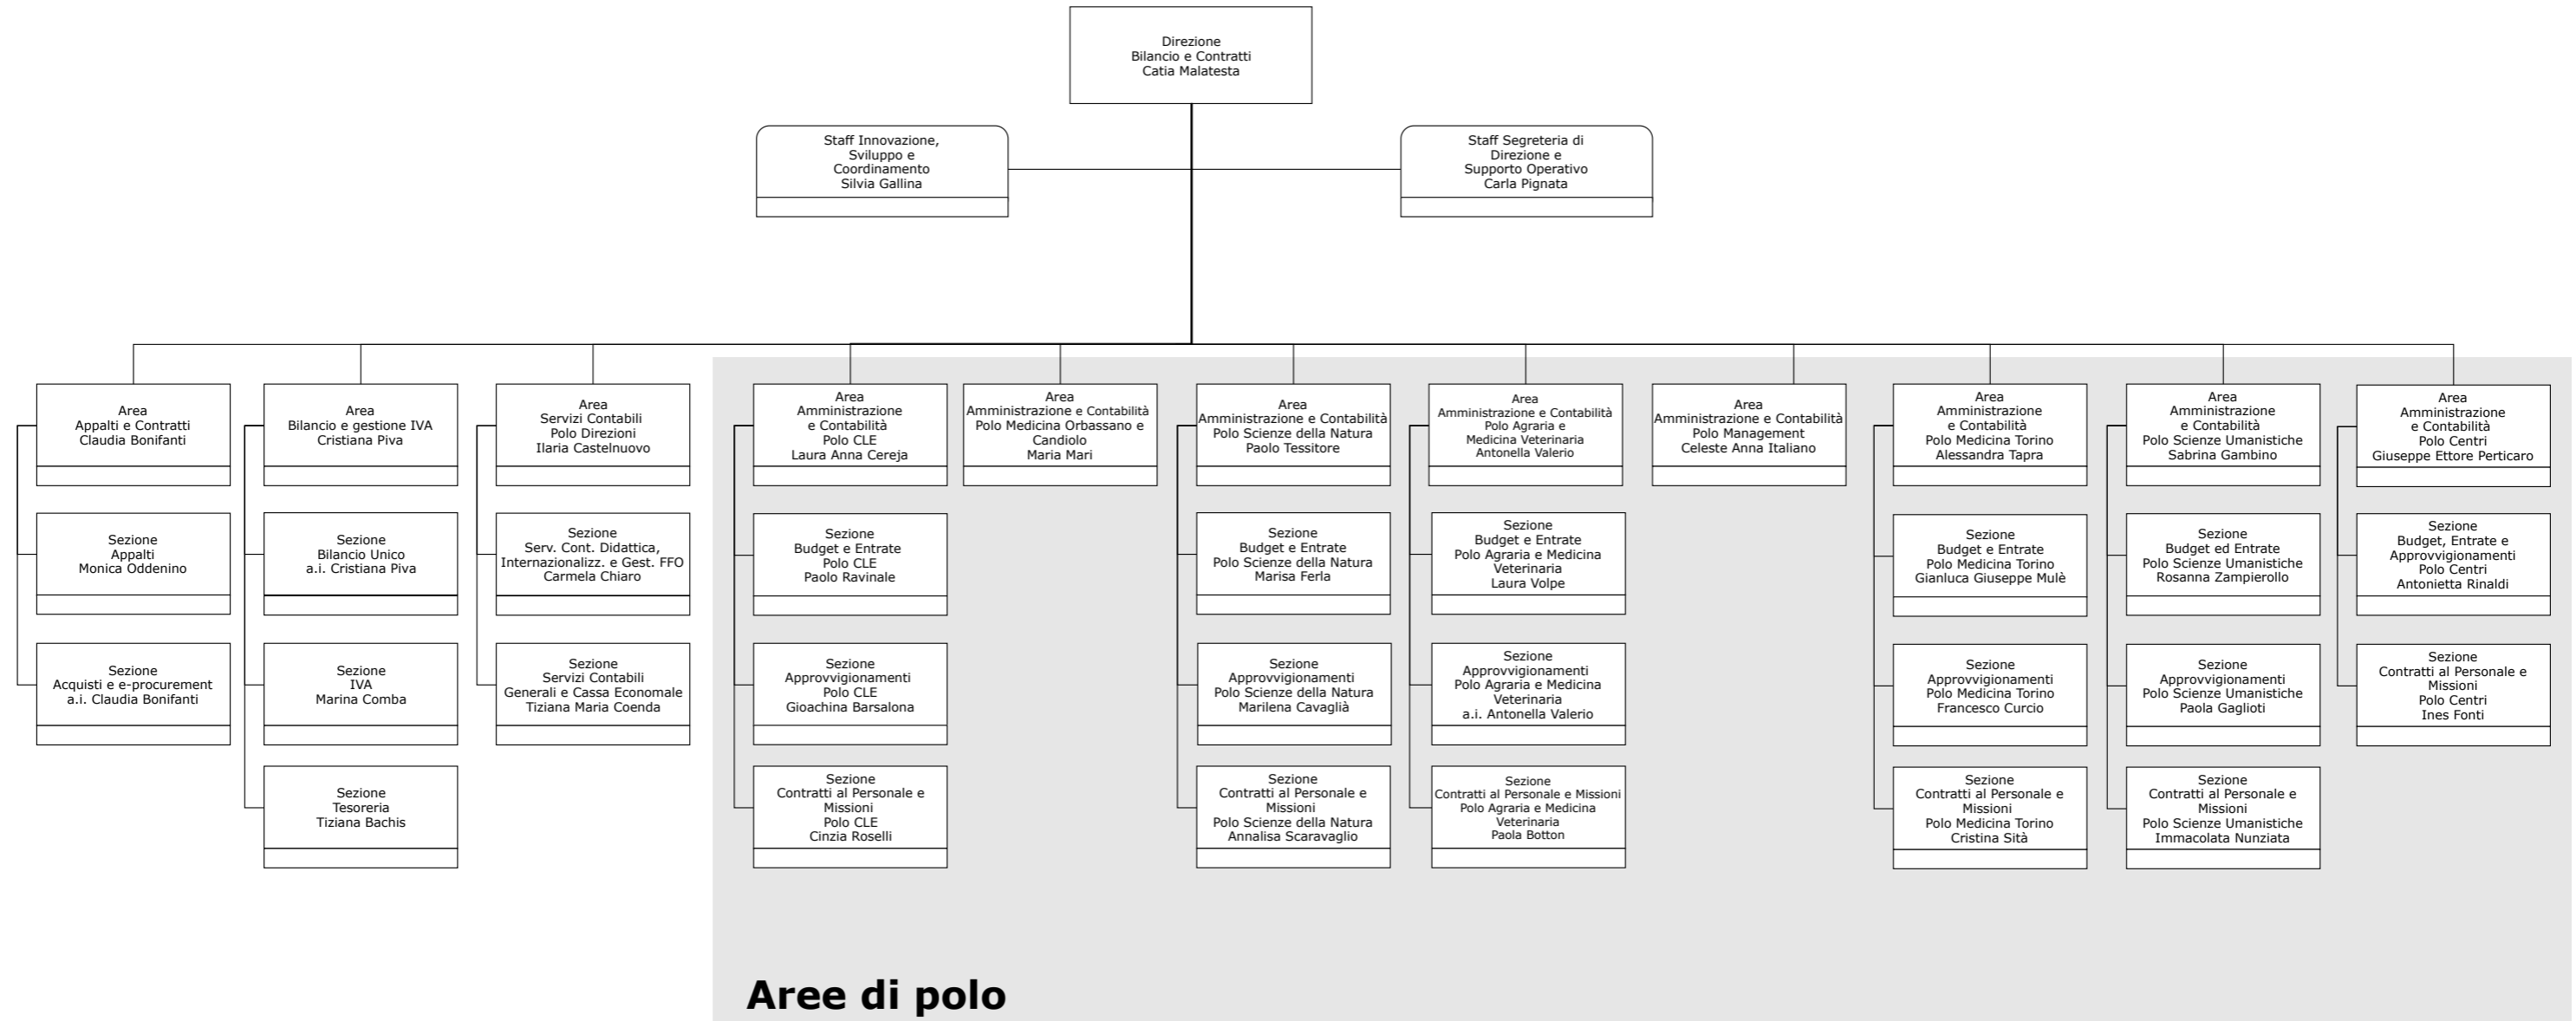 Direzione
Bilancio e Contratti
Catia Malatesta
Staff Innovazione,
Sviluppo e
Coordinamento
Silvia Gallina
Staff Segreteria di
Direzione e
Supporto Operativo
Carla Pignata
Area
Appalti e Contratti
Claudia Bonifanti
Area
Bilancio e gestione IVA
Cristiana Piva
Area
Servizi Contabili
Polo Direzioni
Ilaria Castelnuovo
Area
Amministrazione
e Contabilità
Polo CLE
Laura Anna Cereja
Area
Amministrazione e Contabilità
Polo Medicina Orbassano e
Candiolo
Maria Mari
Area
Amministrazione e Contabilità
Polo Scienze della Natura
Paolo Tessitore
Area
Amministrazione e Contabilità
Polo Agraria e
Medicina Veterinaria
Antonella Valerio
Area
Amministrazione e Contabilità
Polo Management
Celeste Anna Italiano
Area
Amministrazione
e Contabilità
Polo Medicina Torino
Alessandra Tapra
Area
Amministrazione
e Contabilità
Polo Scienze Umanistiche
Sabrina Gambino
Area
Amministrazione
e Contabilità
Polo Centri
Giuseppe Ettore Perticaro
Sezione
Appalti
Monica Oddenino
Sezione
Bilancio Unico
a.i. Cristiana Piva
Sezione
Serv. Cont. Didattica,
Internazionalizz. e Gest. FFO
Carmela Chiaro
Sezione
Budget e Entrate
Polo CLE
Paolo Ravinale
Sezione
Budget e Entrate
Polo Scienze della Natura
Marisa Ferla
Sezione
Budget e Entrate
Polo Agraria e Medicina
Veterinaria
Laura Volpe
Sezione
Budget e Entrate
Polo Medicina Torino
Gianluca Giuseppe Mulè
Sezione
Budget ed Entrate
Polo Scienze Umanistiche
Rosanna Zampierollo
Sezione
Budget, Entrate e
Approvvigionamenti
Polo Centri
Antonietta Rinaldi
Sezione
Acquisti e e-procurement
a.i. Claudia Bonifanti
Sezione
IVA
Marina Comba
Sezione
Servizi Contabili
Generali e Cassa Economale
Tiziana Maria Coenda
Sezione
Approvvigionamenti
Polo CLE
Gioachina Barsalona
Sezione
Approvvigionamenti
Polo Scienze della Natura
Marilena Cavaglià
Sezione
Approvvigionamenti
Polo Agraria e Medicina
Veterinaria
a.i. Antonella Valerio
Sezione
Approvvigionamenti
Polo Medicina Torino
Francesco Curcio
Sezione
Approvvigionamenti
Polo Scienze Umanistiche
Paola Gaglioti
Sezione
Contratti al Personale e
Missioni
Polo Centri
Ines Fonti
Sezione
Tesoreria
Tiziana Bachis
Sezione
Contratti al Personale e
Missioni
Polo CLE
Cinzia Roselli
Sezione
Contratti al Personale e
Missioni
Polo Scienze della Natura
Annalisa Scaravaglio
Sezione
Contratti al Personale e Missioni
Polo Agraria e Medicina
Veterinaria
Paola Botton
Sezione
Contratti al Personale e
Missioni
Polo Medicina Torino
Cristina Sità
Sezione
Contratti al Personale e
Missioni
Polo Scienze Umanistiche
Immacolata Nunziata
Aree di polo